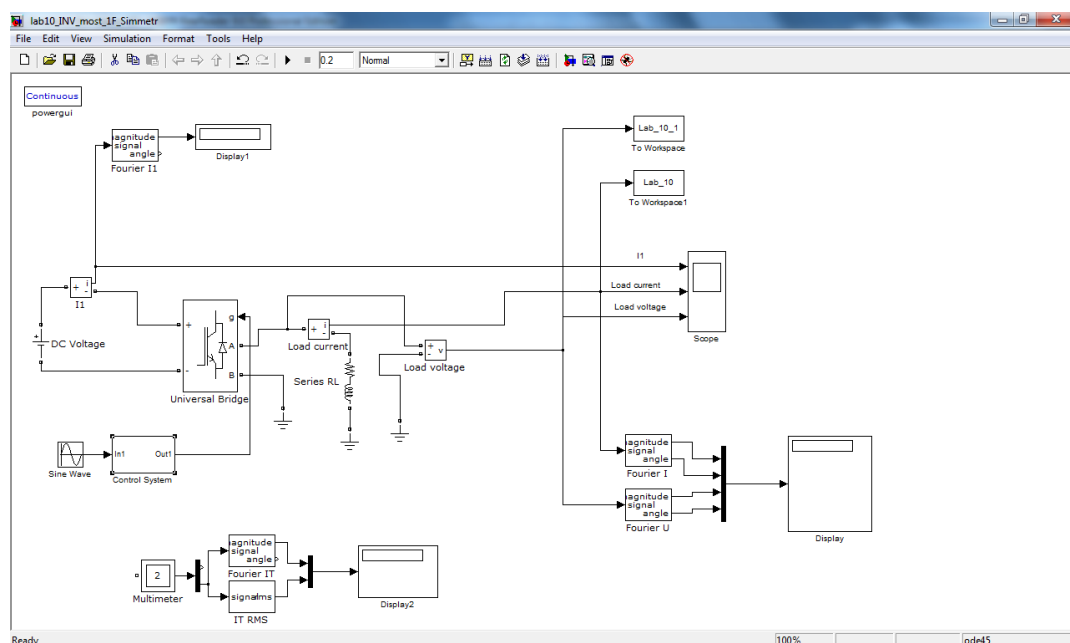 lab10_INV_most_1F_Simmetr
File Edit View Simulation Format Tools Help
0.2 Normal
Continuous
powergui
agnitude
signal
angle
Fourier I1
Display1
Lab_10_1
To Workspace
Lab_10
To Workspace1
I1
Load current
Load voltage
Scope
+ i
-
I1
DC Voltage
+
-
g
A
B
Universal Bridge
+ i
-
Load current
Series RL
+
-
v
Load voltage
Sine Wave
In1 Out1
Control System
agnitude
signal
angle
Fourier I
agnitude
signal
angle
Fourier U
Display
2
Multimeter
agnitude
signal
angle
Fourier IT
signal rms
IT RMS
Display2
Ready 100% ode45